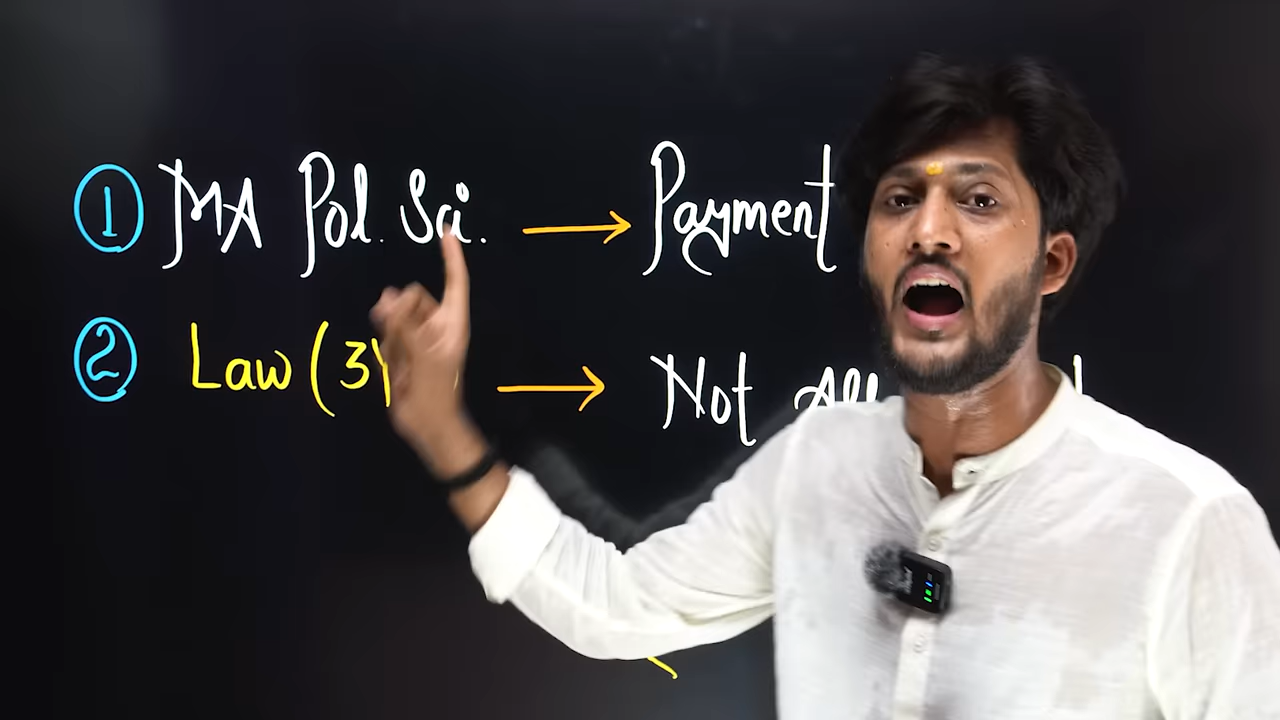 ① MA Pol. Sci. → Payment
② Law (3) → Not